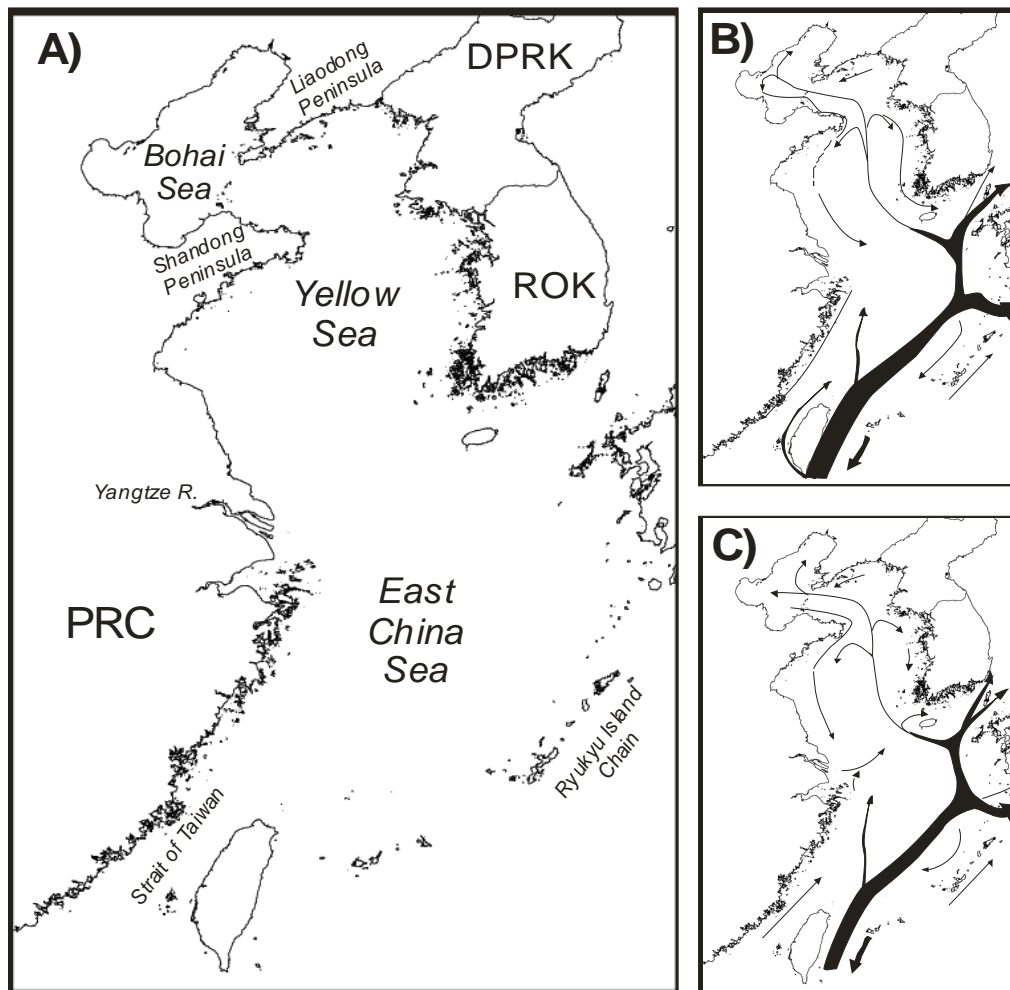 A)
DPRK
Liaodong
Peninsula
Bohai
Sea
Shandong
Peninsula
Yellow
Sea
ROK
Yangtze R.
PRC
East
China
Sea
Ryukyu Island
Chain
Strait of Taiwan
B)
C)